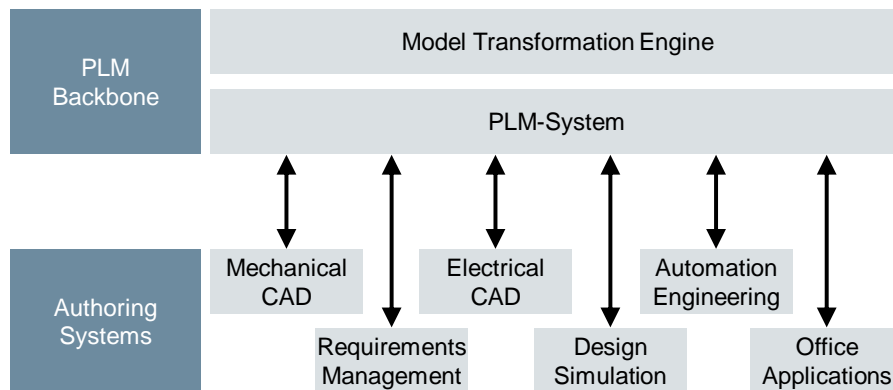 PLM
Backbone
Model Transformation Engine
PLM-System
Authoring
Systems
Mechanical
CAD
Electrical
CAD
Automation
Engineering
Requirements
Management
Design
Simulation
Office
Applications